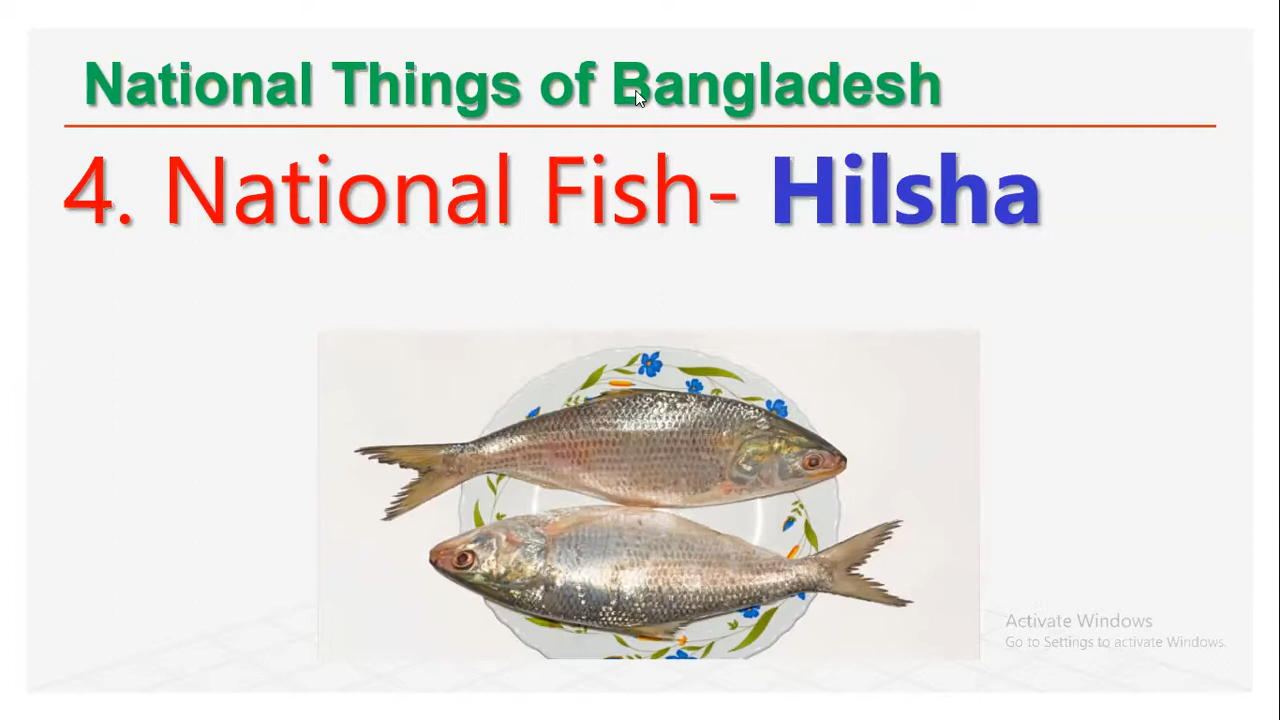 National Things of Bangladesh
4. National Fish- Hilsha
Activate Windows
Go to Settings to activate Windows.